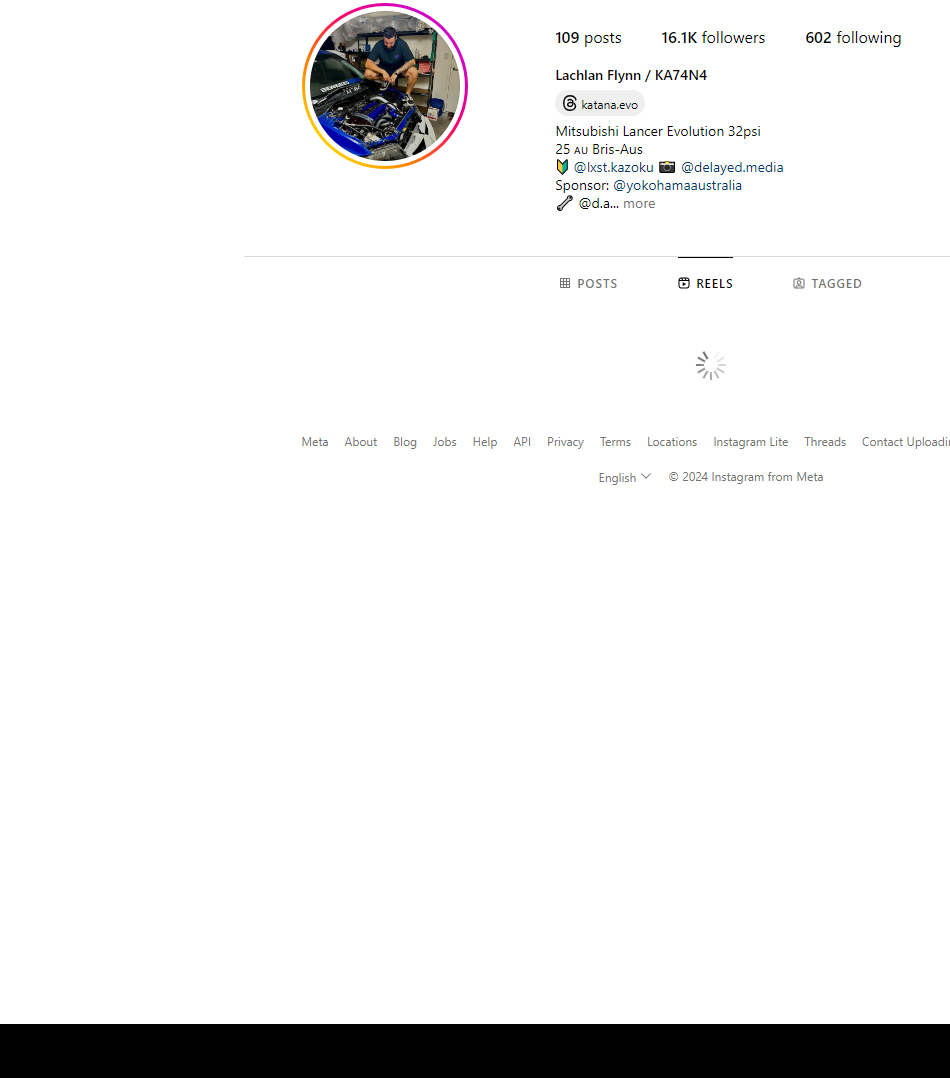 109 posts 16.1K followers 602 following
Lachlan Flynn / KA74N4
katana.evo
Mitsubishi Lancer Evolution 32psi
25 ᴀᴜ Bris-Aus
🔰 @lxst.kazoku 📷 @delayed.media
Sponsor: @yokohamaaustralia
🔧 @d.a... more
POSTS REELS TAGGED
Meta About Blog Jobs Help API Privacy Terms Locations Instagram Lite Threads Contact Uploadin
English © 2024 Instagram from Meta